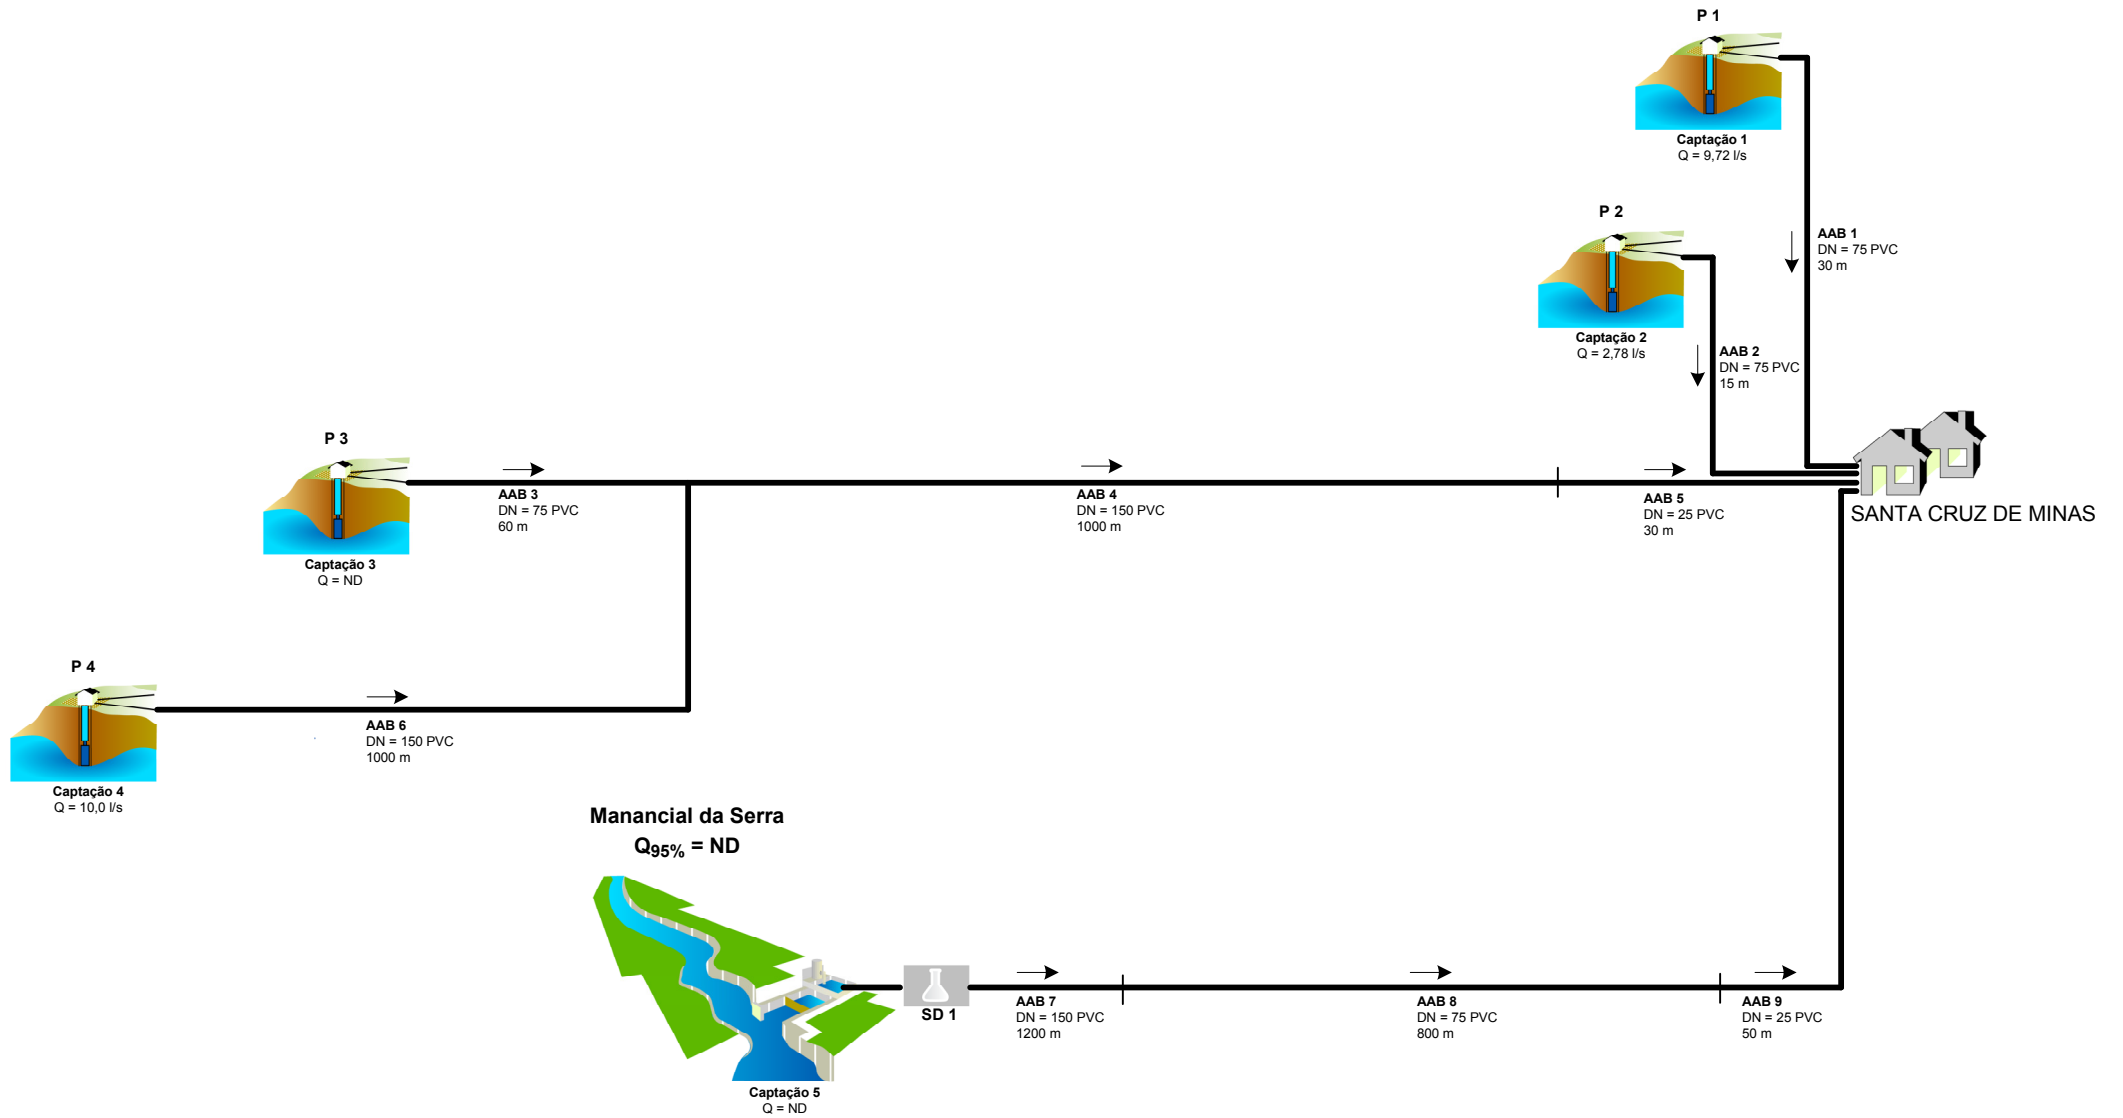 P 1
Captação 1
Q = 9,72 l/s
P 2
Captação 2
Q = 2,78 l/s
AAB 1
DN = 75 PVC
30 m
AAB 2
DN = 75 PVC
15 m
P 3
Captação 3
Q = ND
AAB 3
DN = 75 PVC
60 m
AAB 4
DN = 150 PVC
1000 m
AAB 5
DN = 25 PVC
30 m
SANTA CRUZ DE MINAS
P 4
Captação 4
Q = 10,0 l/s
AAB 6
DN = 150 PVC
1000 m
Manancial da Serra
Q95% = ND
Captação 5
Q = ND
SD 1
AAB 7
DN = 150 PVC
1200 m
AAB 8
DN = 75 PVC
800 m
AAB 9
DN = 25 PVC
50 m